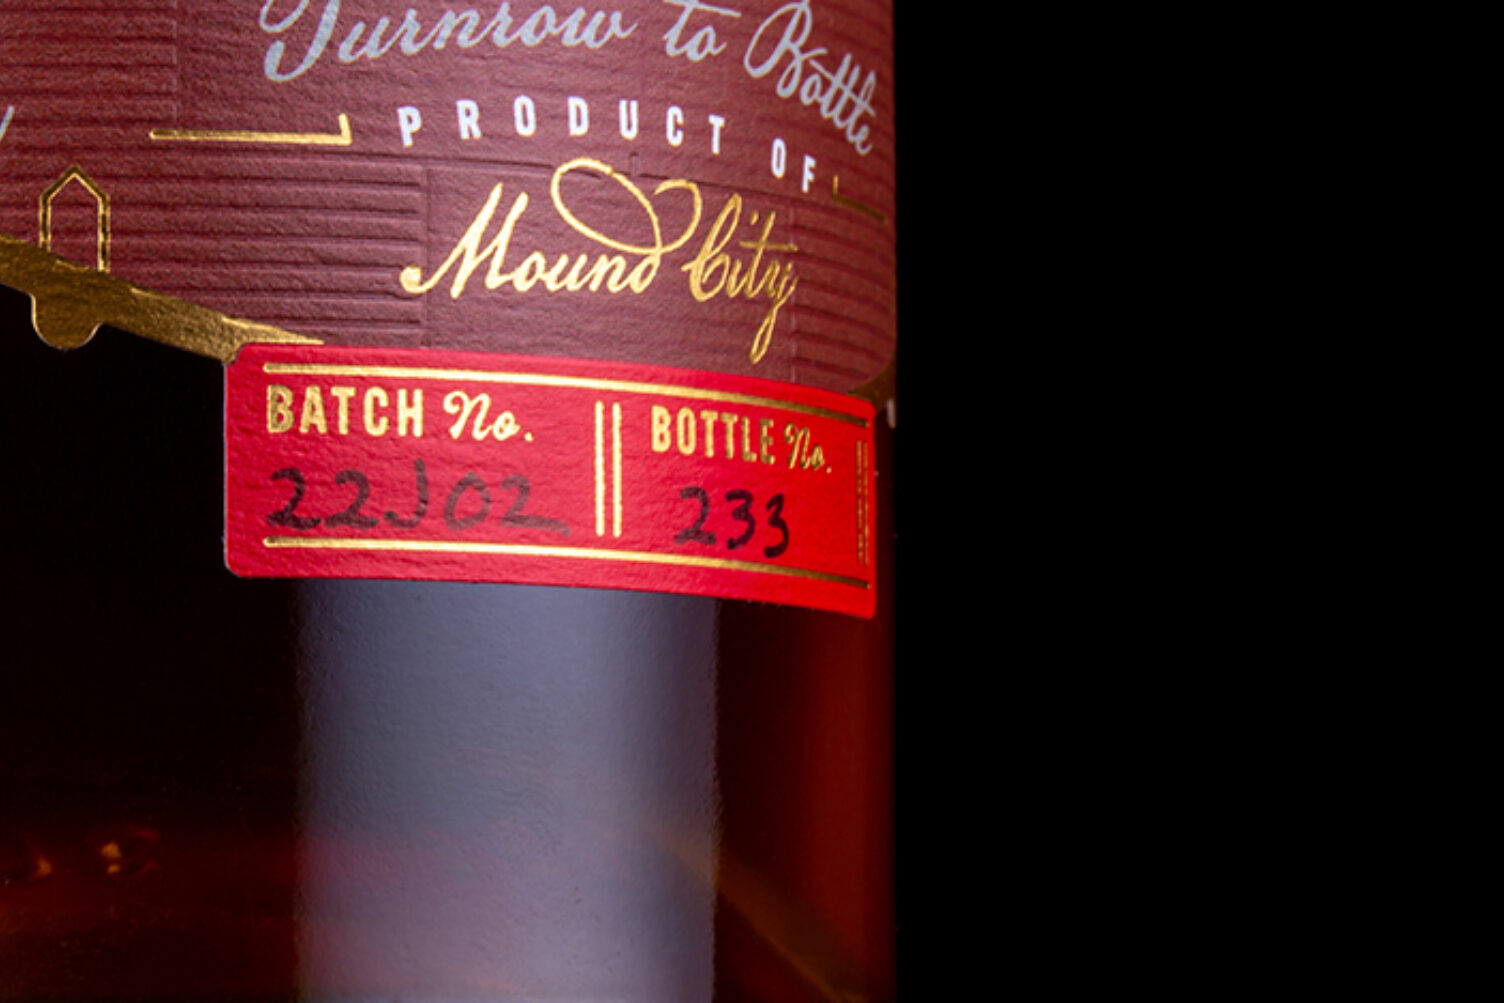 Turnrow to Bottle
PRODUCT OF
Mound City
BATCH No.
22J02
BOTTLE No.
233